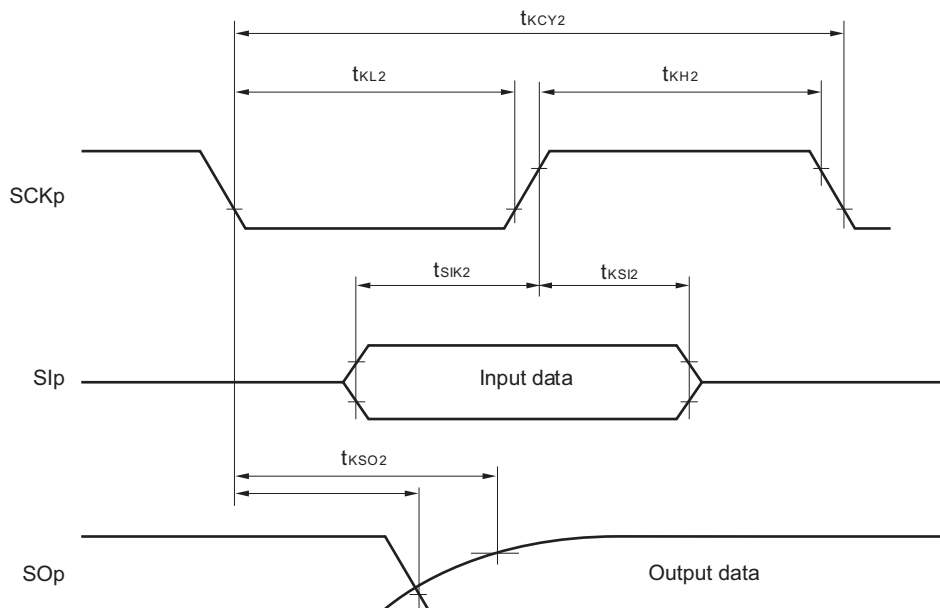 tKCY2
tKL2
tKH2
SCKp
tSIK2
tKSI2
SIp
Input data
tKSO2
SOp
Output data